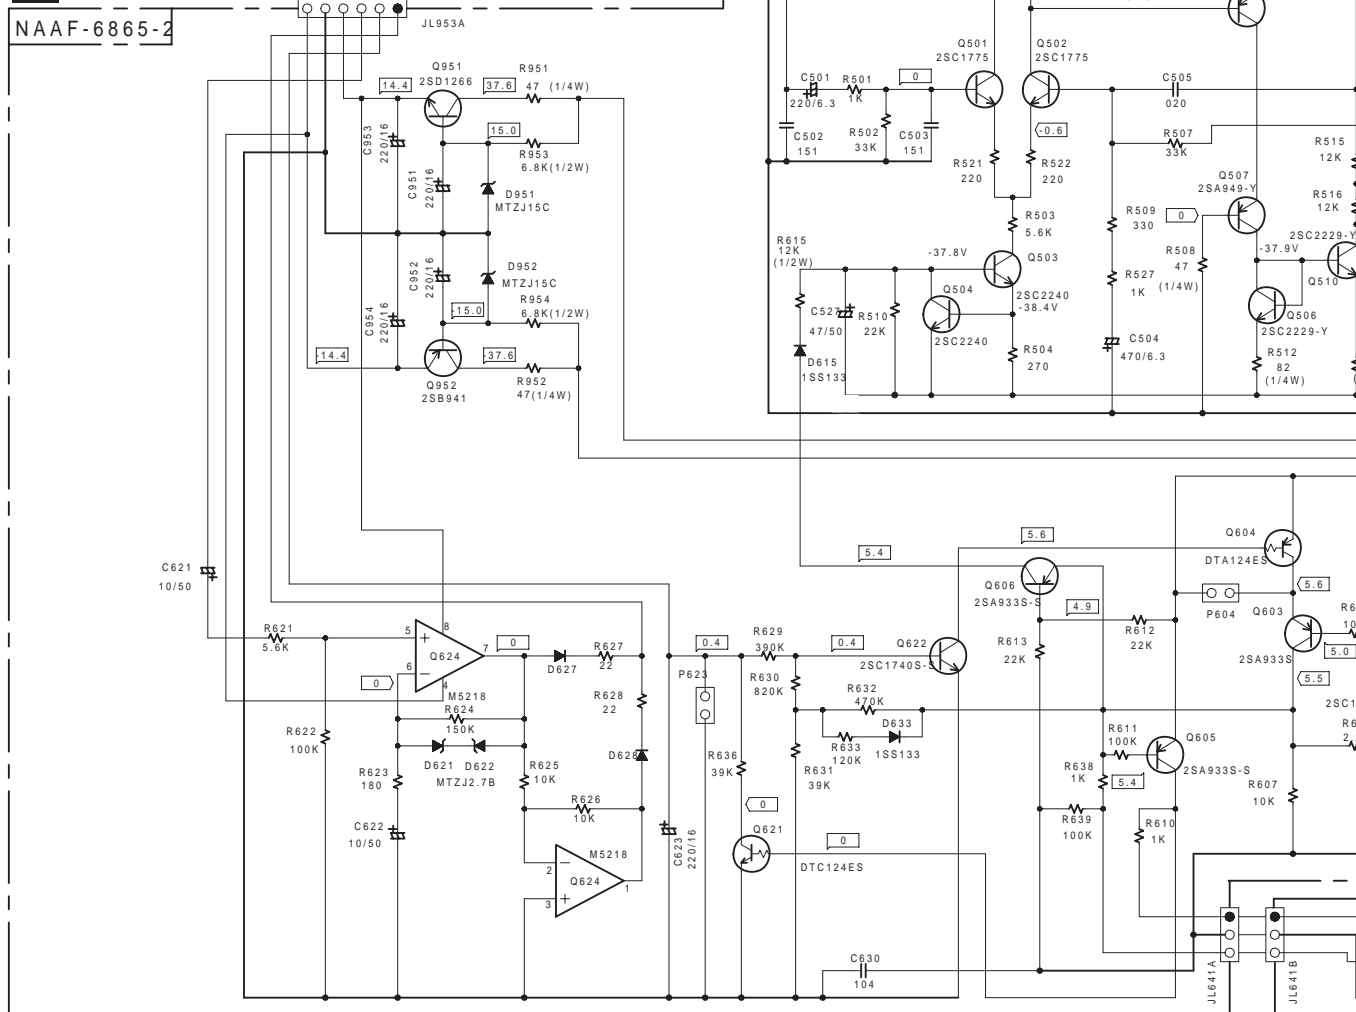 NAAF-6865-2
JL953A
Q951
2SD1266
14.4
37.6
R951
47 (1/4W)
15.0
R953
6.8K(1/2W)
C953
220/16
C951
220/16
D951
MTZJ15C
C952
220/16
D952
MTZJ15C
C954
220/16
-15.0
R954
6.8K(1/2W)
-14.4
-37.6
Q952
2SB941
R952
47(1/4W)
C501
220/6.3
R501
1K
0
Q501
2SC1775
Q502
2SC1775
C505
020
C502
151
R502
33K
C503
151
-0.6
R507
33K
R521
220
R522
220
R515
12K
Q507
2SA949-Y
R516
12K
R503
5.6K
R509
330
0
2SC2229-Y
R615
12K
(1/2W)
-37.8V
Q503
R508
47
(1/4W)
-37.9V
R527
1K
Q510
Q504
2SC2240
-38.4V
C527
47/50
R510
22K
2SC2240
Q506
2SC2229-Y
D615
1SS133
R504
270
C504
470/6.3
R512
82
(1/4W)
C621
10/50
R621
5.6K
5
8
7
6
4
Q624
M5218
0
0
R627
22
D627
R628
22
R624
150K
D621
D622
MTZJ2.7B
R622
100K
R623
180
R625
10K
D628
R626
10K
C622
10/50
M5218
Q624
2
3
1
C623
220/16
0.4
P623
R629
390K
0.4
Q622
2SC1740S-S
R630
820K
R632
470K
D633
1SS133
R633
120K
R636
39K
R631
39K
0
Q621
0
DTC124ES
C630
104
5.4
5.6
Q606
2SA933S-S
4.9
Q604
DTA124ES
5.6
P604
Q603
2SA933S
5.0
5.5
R613
22K
R612
22K
R611
100K
Q605
2SA933S-S
R638
1K
5.4
R639
100K
R610
1K
R607
10K
2SC1
JL641A
JL641B